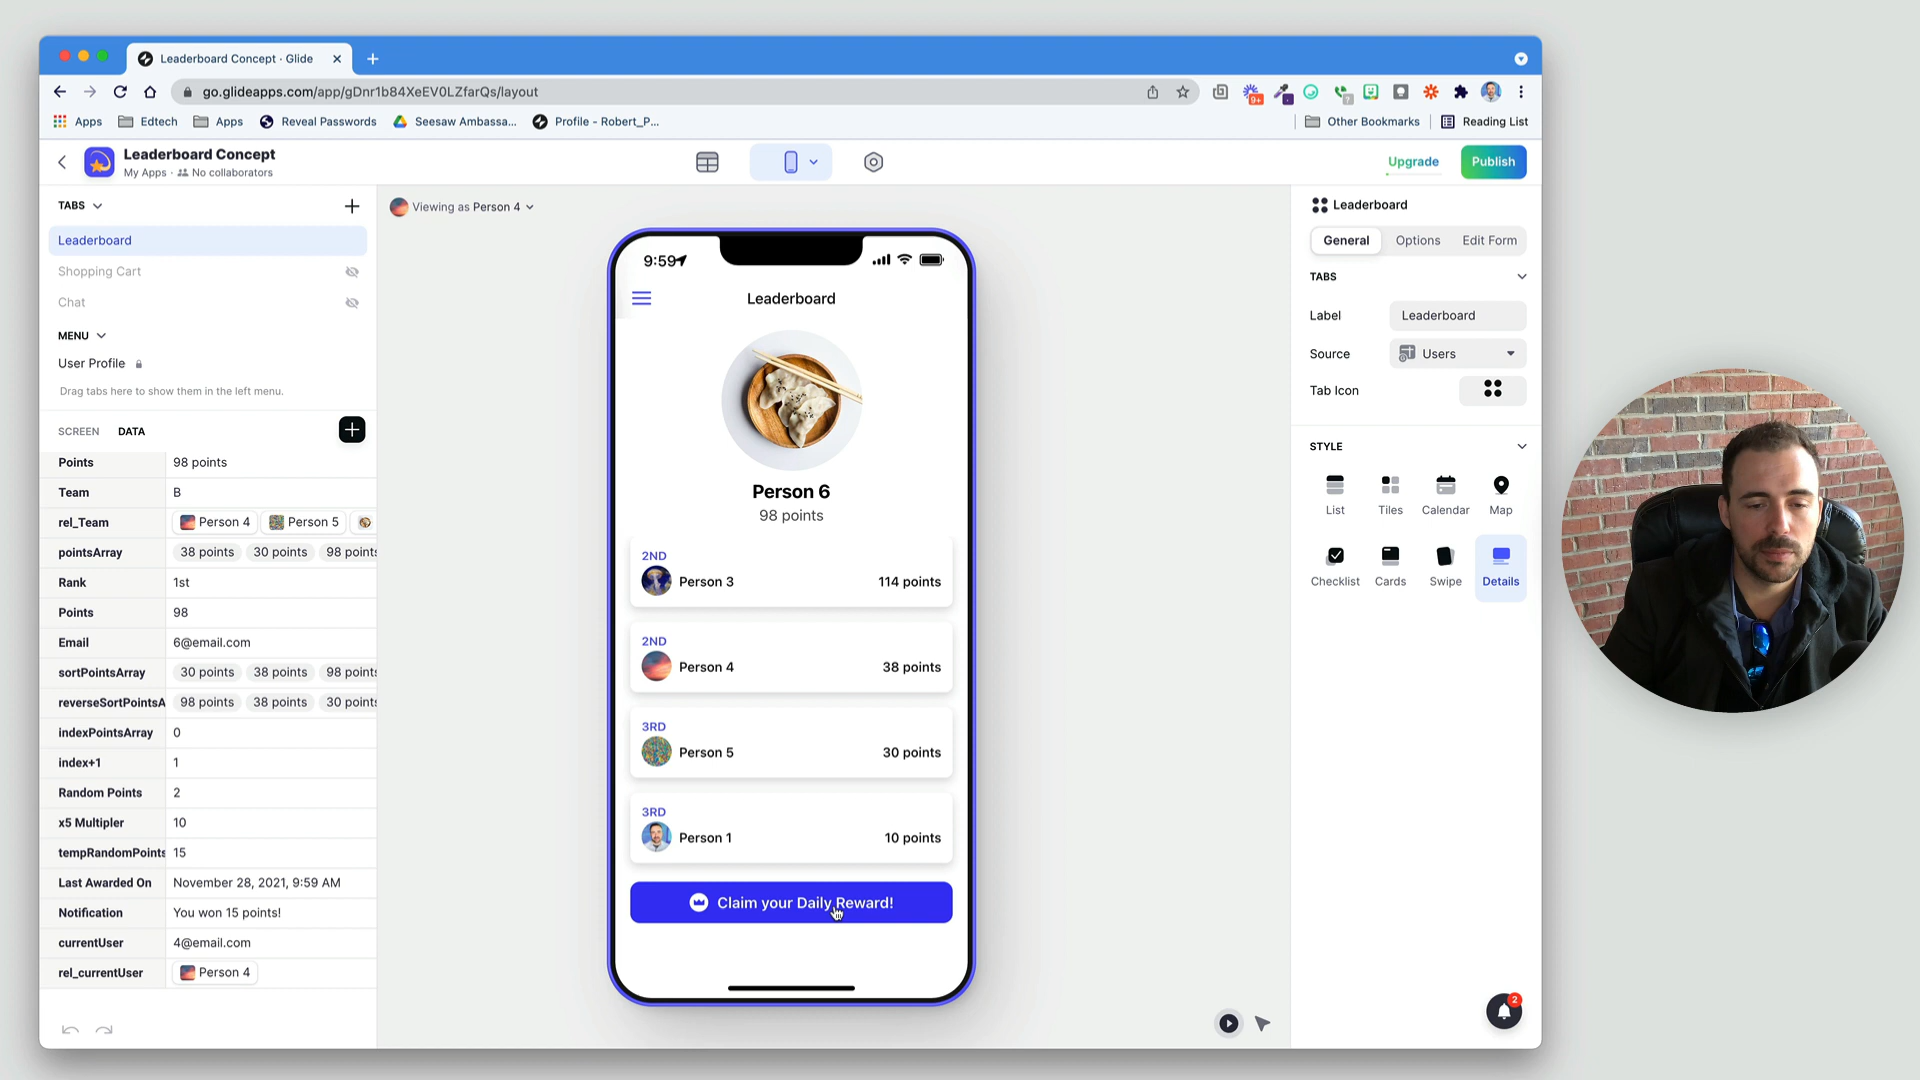 Leaderboard Concept · Glide
go.glideapps.com/app/gDnr1b84XeEV0LZfarQs/layout
9+
7
Apps
Edtech
Apps
Reveal Passwords
Seesaw Ambassa...
Profile - Robert_P...
Other Bookmarks
Reading List
Leaderboard Concept
My Apps · No collaborators
Upgrade
Publish
TABS
Leaderboard
Shopping Cart
Chat
MENU
User Profile
Drag tabs here to show them in the left menu.
SCREEN DATA
Points 98 points
Team B
rel_Team Person 4 Person 5
pointsArray 38 points 30 points 98 points
Rank 1st
Points 98
Email 6@email.com
sortPointsArray 30 points 38 points 98 points
reverseSortPointsA 98 points 38 points 30 points
indexPointsArray 0
index+1 1
Random Points 2
x5 Multipler 10
tempRandomPoints 15
Last Awarded On November 28, 2021, 9:59 AM
Notification You won 15 points!
currentUser 4@email.com
rel_currentUser Person 4
Viewing as Person 4
9:59
Leaderboard
Person 6
98 points
2ND
Person 3 114 points
2ND
Person 4 38 points
3RD
Person 5 30 points
3RD
Person 1 10 points
Claim your Daily Reward!
Leaderboard
General Options Edit Form
TABS
Label Leaderboard
Source Users
Tab Icon
STYLE
List Tiles Calendar Map
Checklist Cards Swipe Details
2